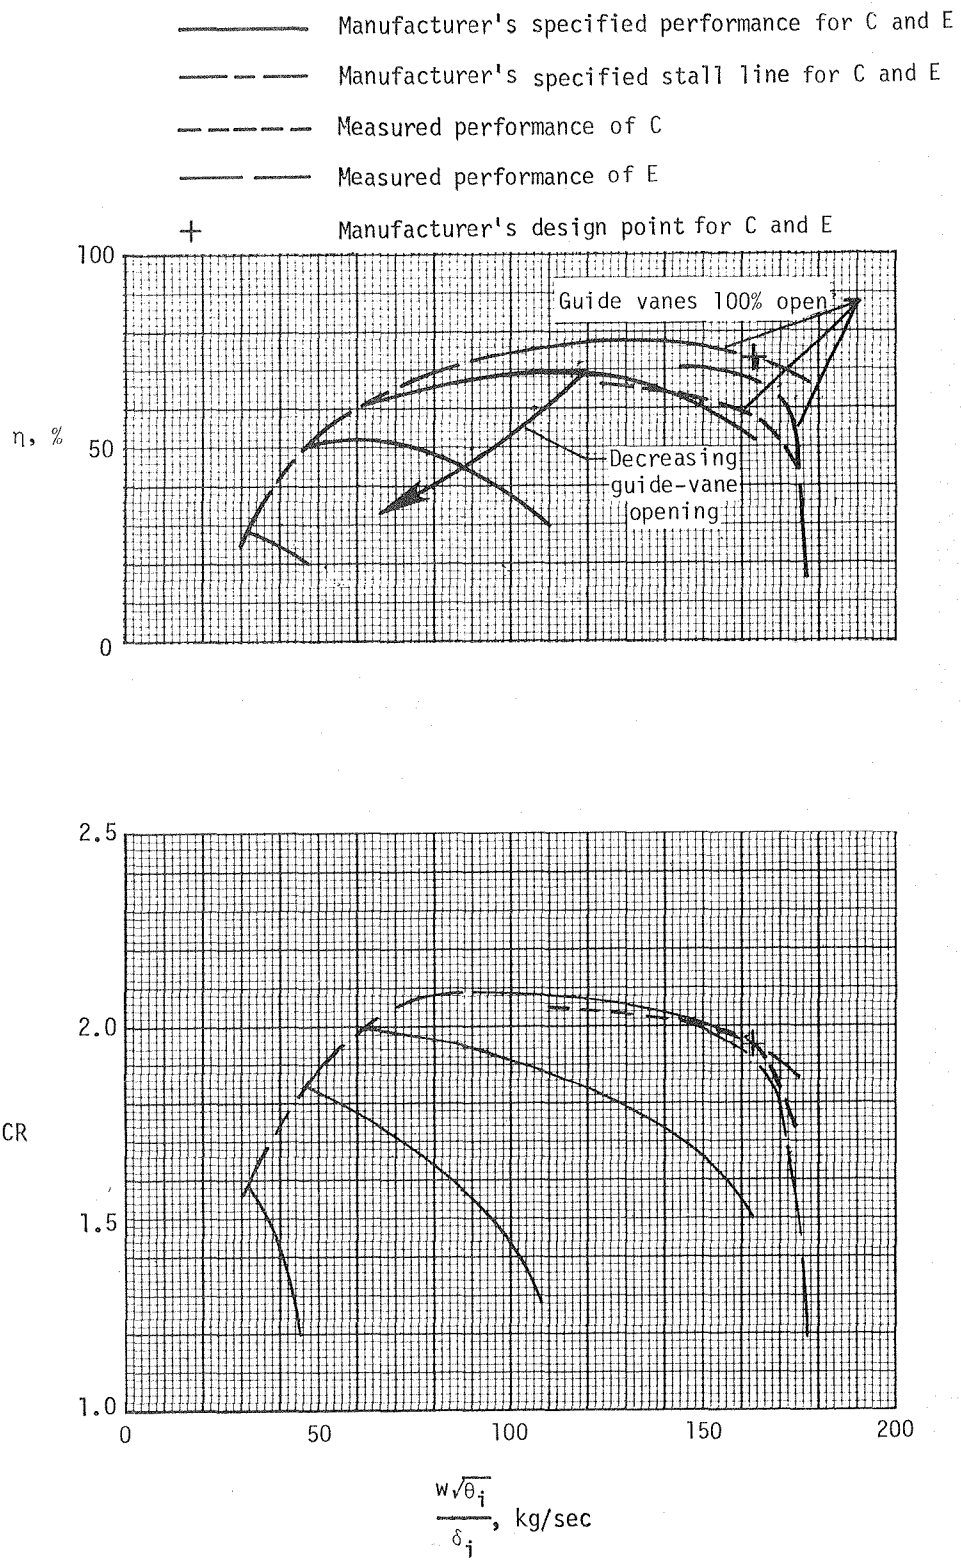 Manufacturer's specified performance for C and E
Manufacturer's specified stall line for C and E
Measured performance of C
Measured performance of E
+ Manufacturer's design point for C and E
100
Guide vanes 100% open
η, %
50
Decreasing
guide-vane
opening
0
2.5
2.0
CR
1.5
1.0
0 50 100 150 200
w√θi
δi
, kg/sec